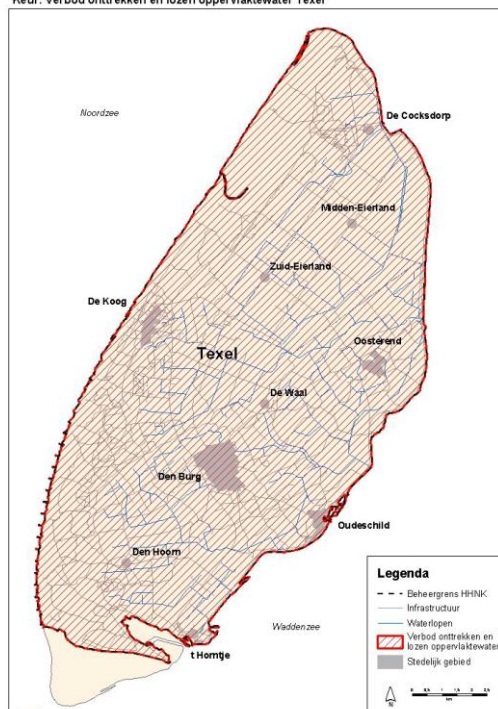 Keur: Verbod onttrekken en lozen oppervlaktewater Texel
Noordzee
De Cocksdorp
Midden-Eierland
Zuid-Eierland
De Koog
Texel
Oosterend
De Waal
Den Burg
Oudeschild
Den Hoorn
Waddenzee
t Horntje
Legenda
Beheergrens HHNK
Infrastructuur
Waterlopen
Verbod onttrekken en
lozen oppervlaktewater
Stedelijk gebied
N